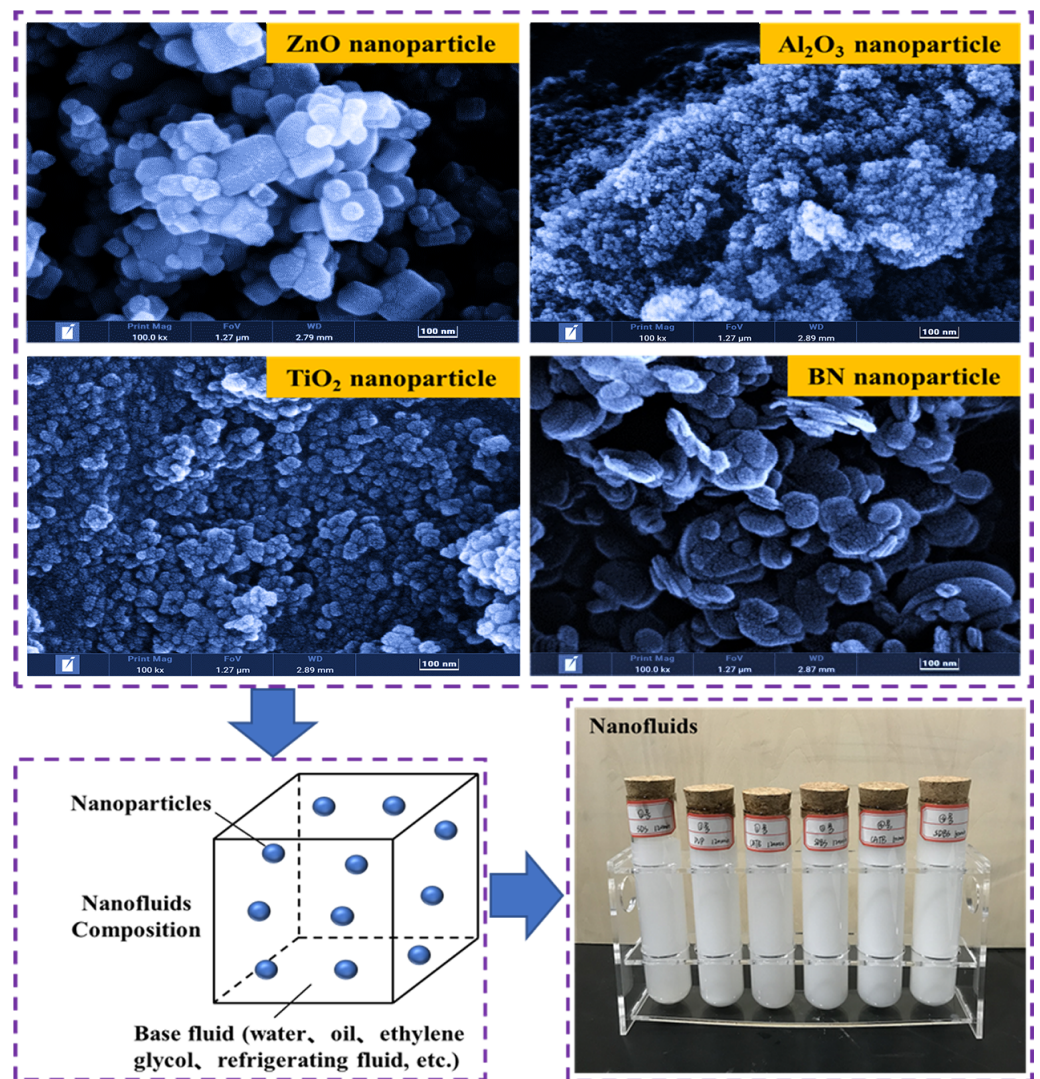 ZnO nanoparticle
Print Mag FoV WD
100.0 kx 1.27 μm 2.79 mm 100 nm
Al₂O₃ nanoparticle
Print Mag FoV WD
100 kx 1.27 μm 2.89 mm 100 nm
TiO₂ nanoparticle
Print Mag FoV WD
100 kx 1.27 μm 2.89 mm 100 nm
BN nanoparticle
Print Mag FoV WD
100 kx 1.27 μm 2.87 mm 100 nm
Nanoparticles
Nanofluids
Composition
Base fluid (water、oil、ethylene
glycol、refrigerating fluid, etc.)
Nanofluids
SDS
PVP